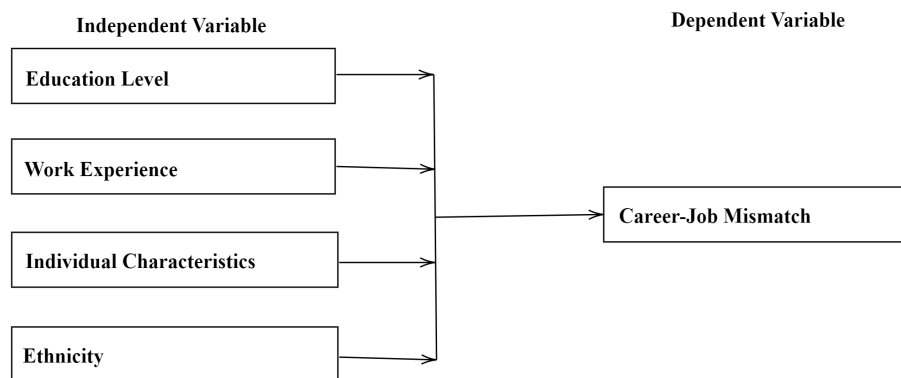 Independent Variable
Dependent Variable
Education Level
Work Experience
Career-Job Mismatch
Individual Characteristics
Ethnicity